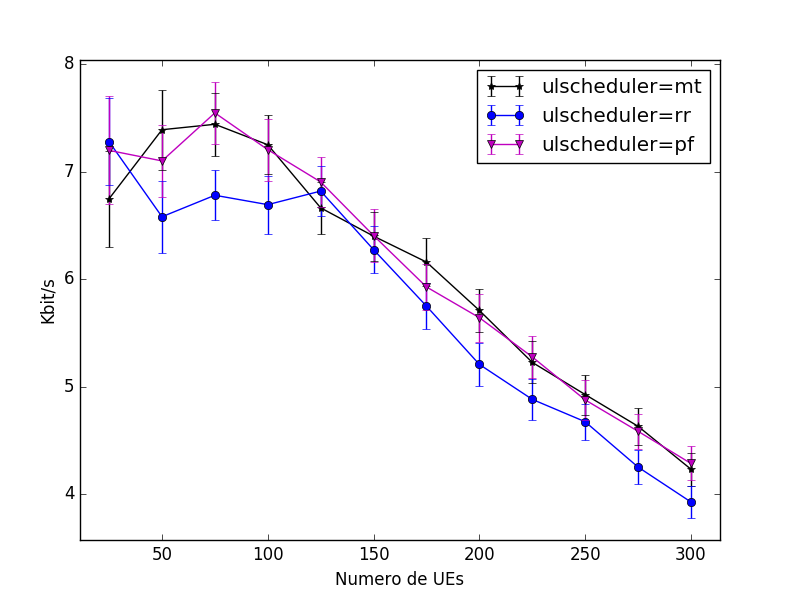 8
7
6
5
4
Kbit/s
ulscheduler=mt
ulscheduler=rr
ulscheduler=pf
50 100 150 200 250 300
Numero de UEs